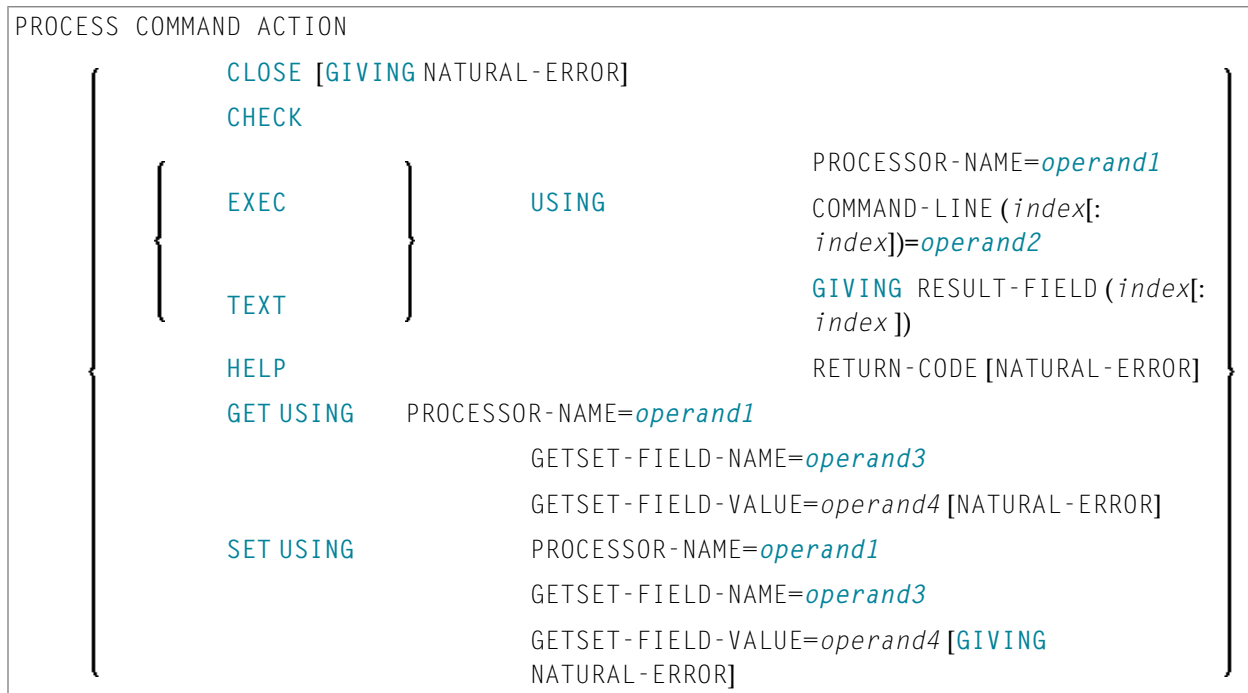 PROCESS COMMAND ACTION
CLOSE [GIVING NATURAL-ERROR]
CHECK
PROCESSOR-NAME=operand1
EXEC USING COMMAND-LINE (index[:
index])=operand2
TEXT GIVING RESULT-FIELD (index[:
index ])
HELP RETURN-CODE [NATURAL-ERROR]
GET USING PROCESSOR-NAME=operand1
GETSET-FIELD-NAME=operand3
GETSET-FIELD-VALUE=operand4 [NATURAL-ERROR]
SET USING PROCESSOR-NAME=operand1
GETSET-FIELD-NAME=operand3
GETSET-FIELD-VALUE=operand4 [GIVING
NATURAL-ERROR]